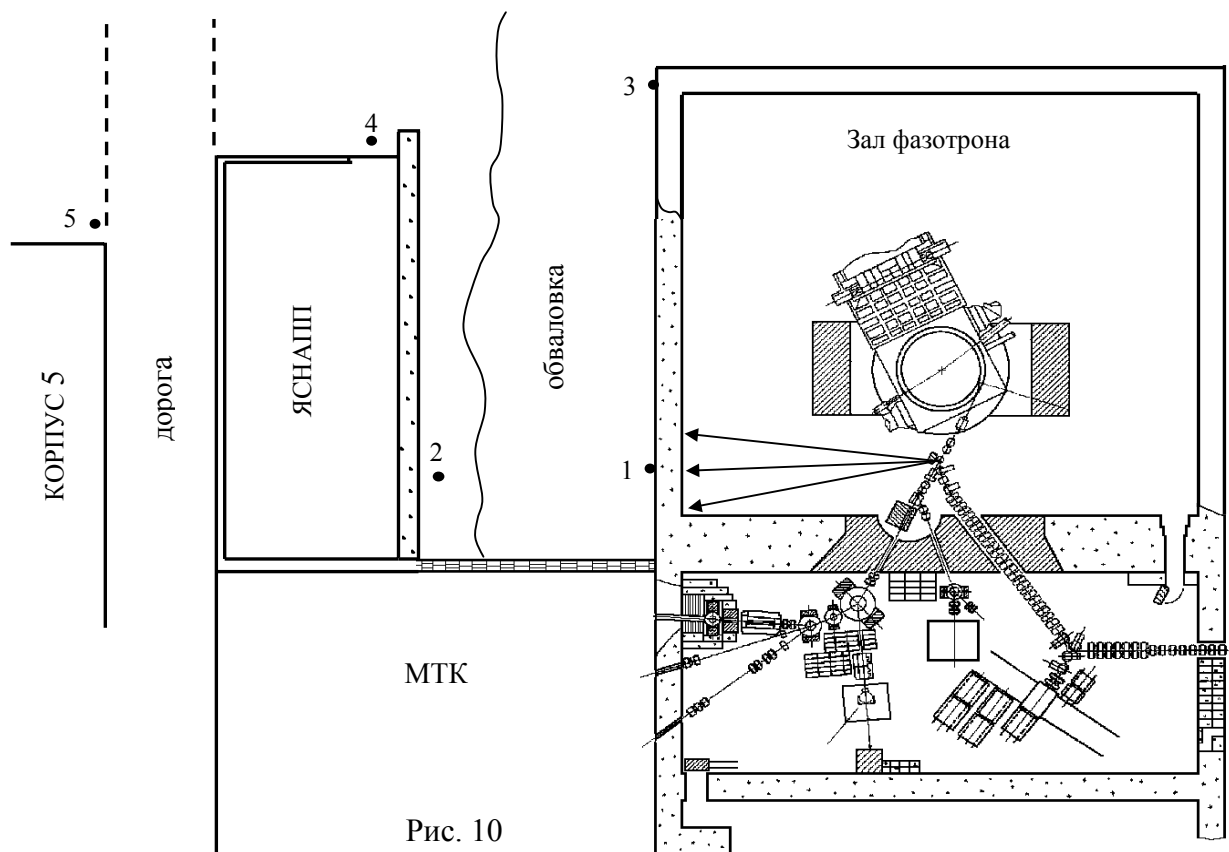 3
Зал фазотрона
4
5
КОРПУС 5
дорога
ЯСНАПП
обваловка
2
1
МТК
Рис. 10